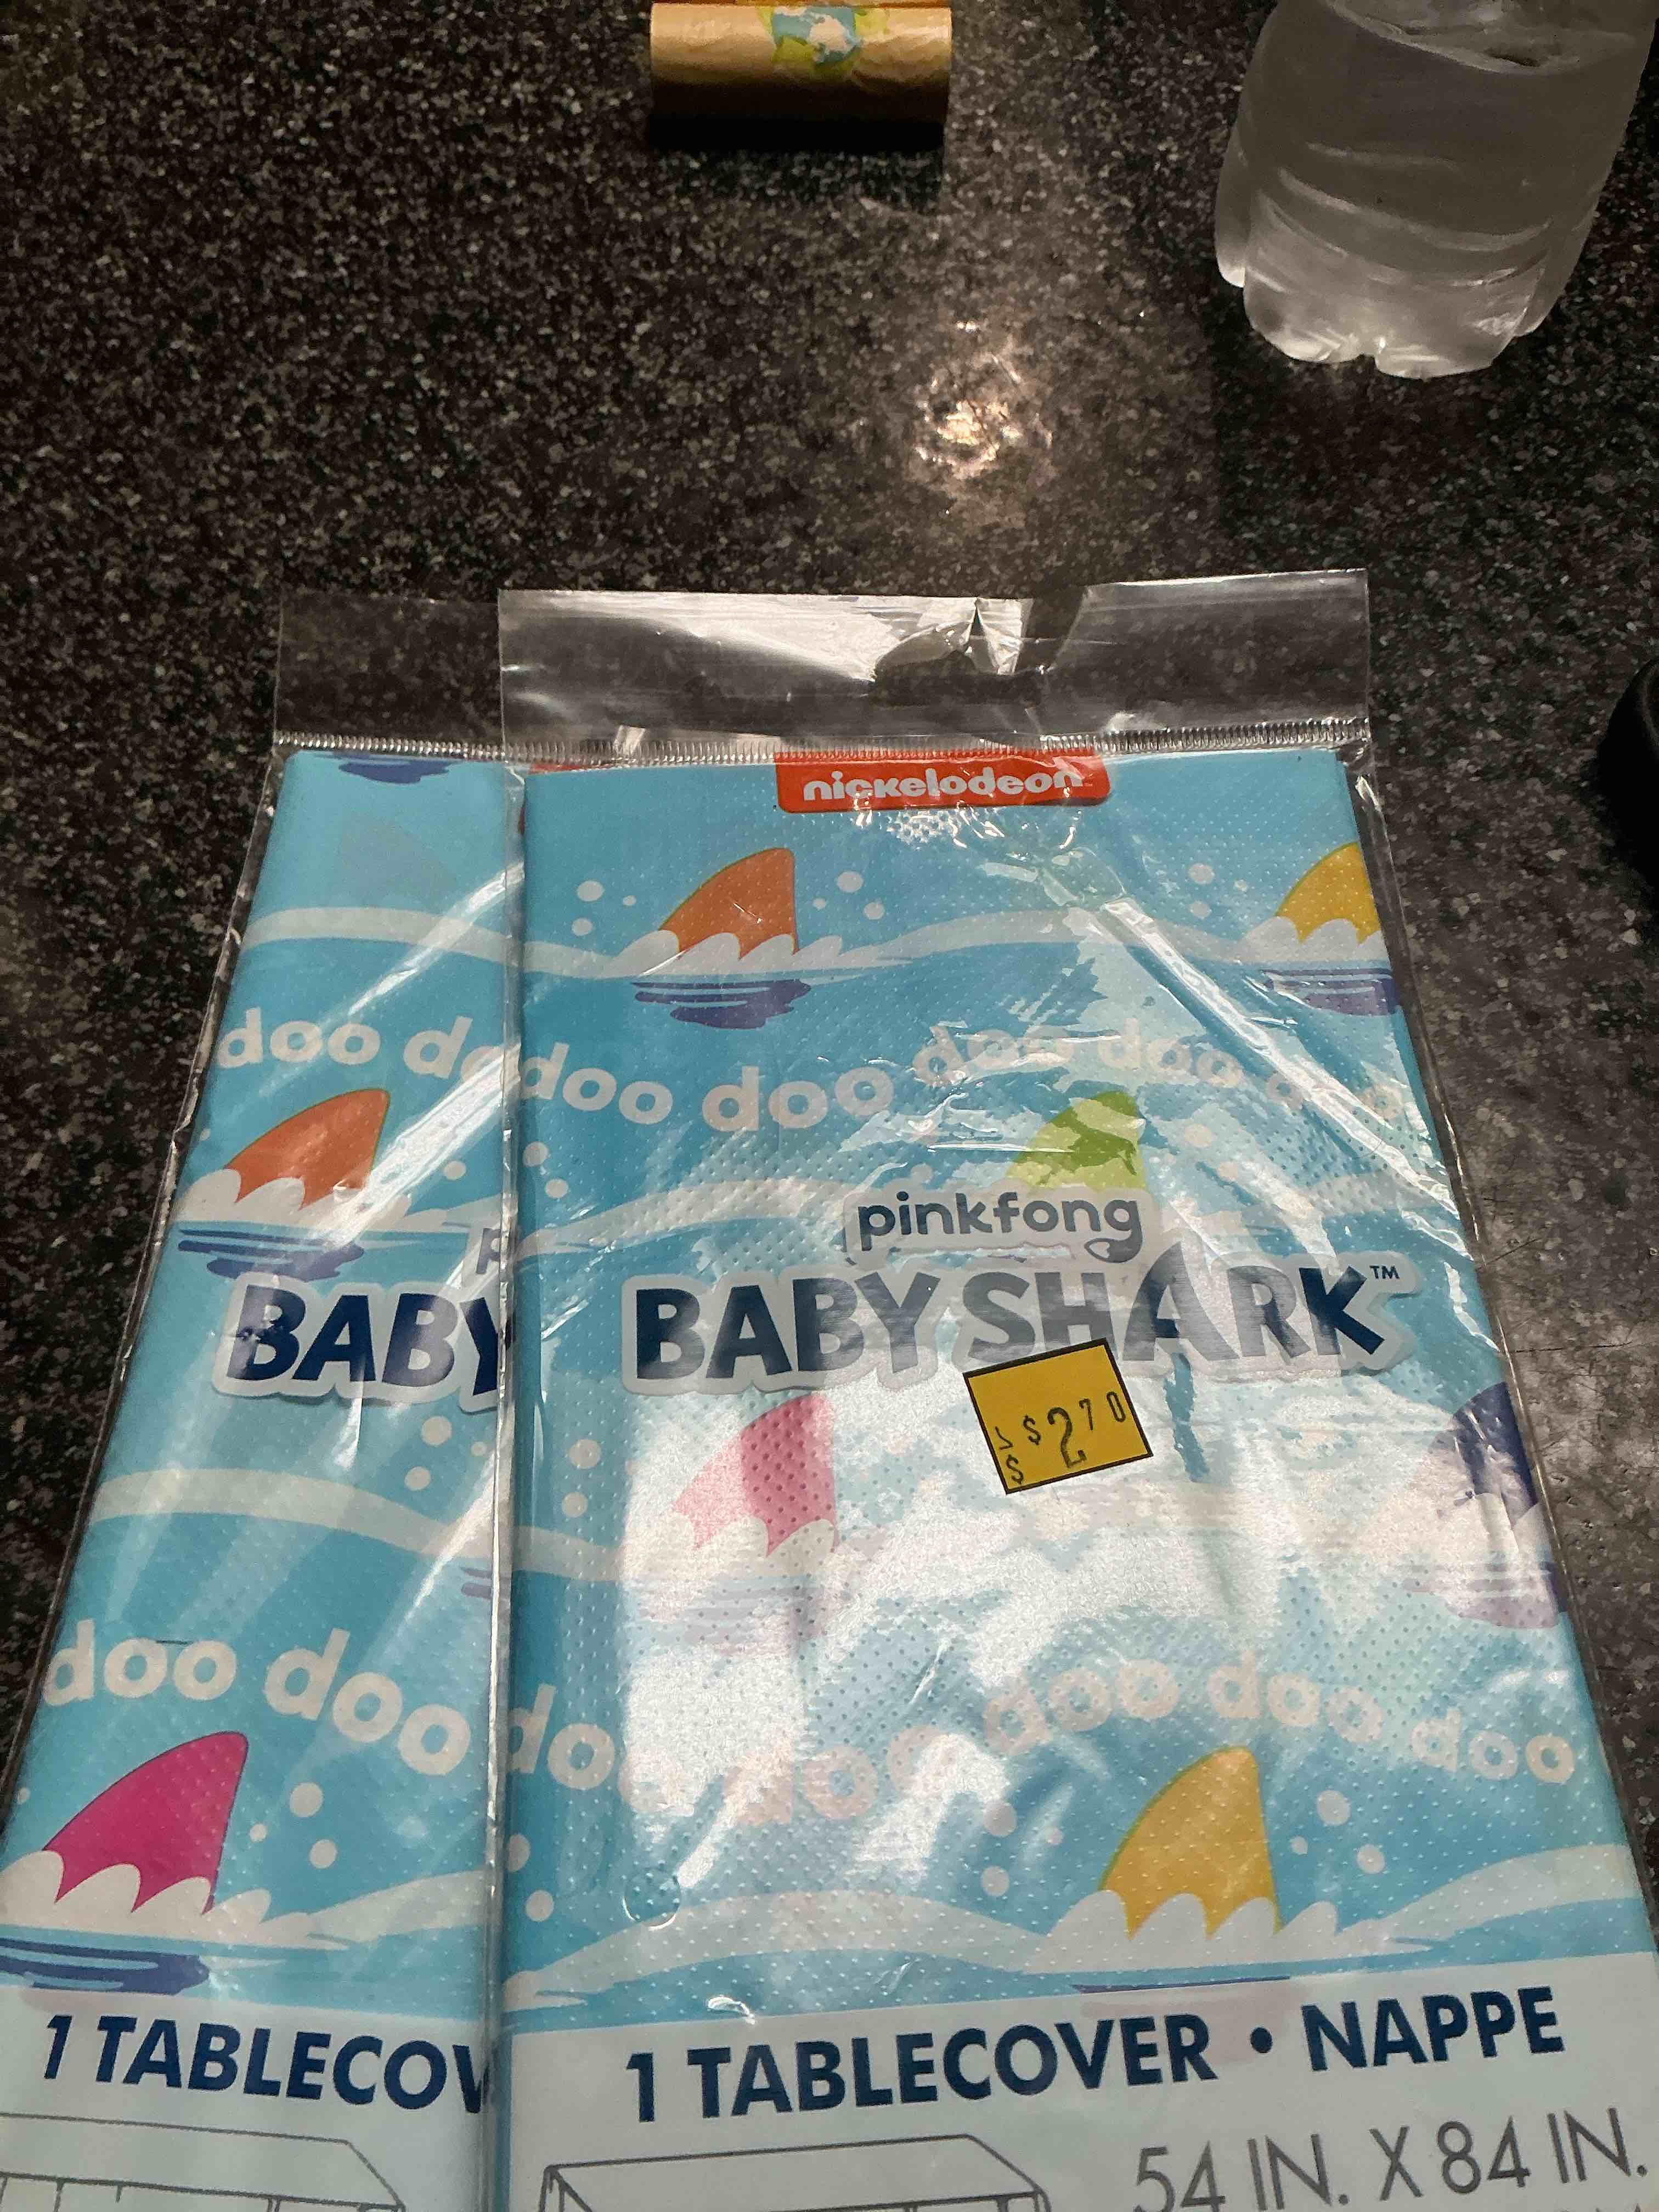 nickelodeon
doo do
doo doo doo doo doo
pinkfong
BABY
BABY SHARK™
$ $2 70
doo doo
doo doo doo doo doo
1 TABLECOV
1 TABLECOVER • NAPPE
54 IN. X 84 IN.